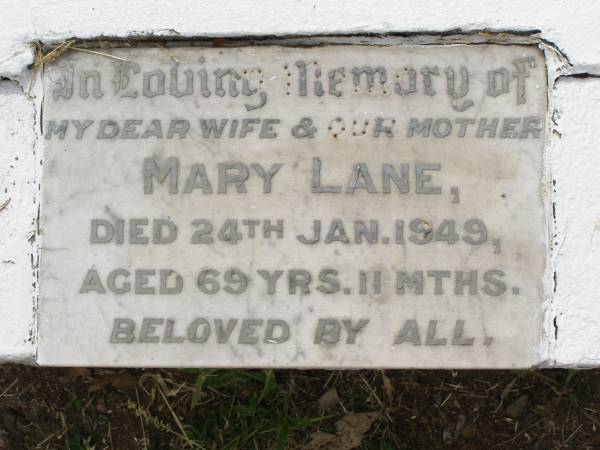 In Loving Memory of
MY DEAR WIFE & OUR MOTHER
MARY LANE,
DIED 24TH JAN. 1949,
AGED 69 YRS. 11 MTHS.
BELOVED BY ALL.